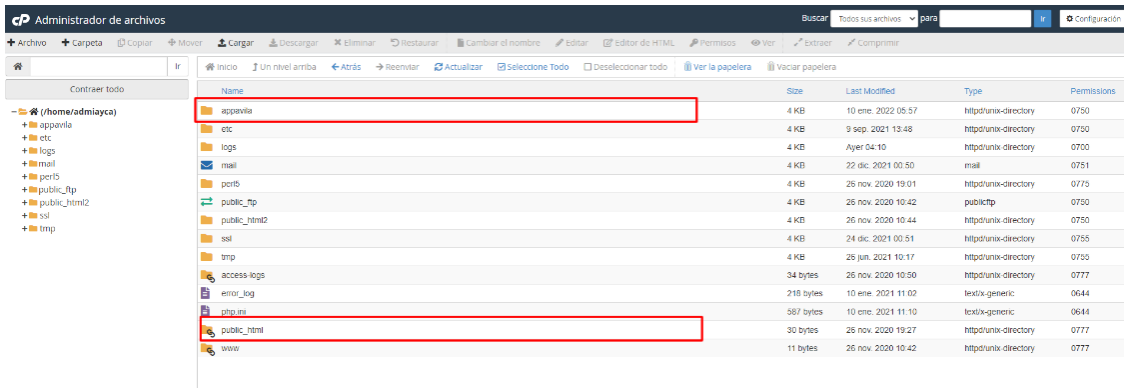 cP Administrador de archivos Buscar Todos sus archivos para Ir Configuración
Archivo Carpeta Copiar Mover Cargar Descargar Eliminar Restaurar Cambiar el nombre Editar Editor de HTML Permisos Ver Extraer Comprimir
Ir Inicio Un nivel arriba Atrás Reenviar Actualizar Seleccione Todo Deseleccionar todo Ver la papelera Vaciar papelera
Contraer todo
(/home/admiayca)
appavila
etc
logs
mail
perl5
public_ftp
public_html2
ssl
tmp
Name Size Last Modified Type Permissions
appavila 4 KB 10 ene. 2022 05:57 httpd/unix-directory 0750
etc 4 KB 9 sep. 2021 13:48 httpd/unix-directory 0750
logs 4 KB Ayer 04:10 httpd/unix-directory 0700
mail 4 KB 22 dic. 2021 00:50 mail 0751
perl5 4 KB 26 nov. 2020 19:01 httpd/unix-directory 0775
public_ftp 4 KB 26 nov. 2020 10:42 publicftp 0750
public_html2 4 KB 26 nov. 2020 10:44 httpd/unix-directory 0750
ssl 4 KB 24 dic. 2021 00:51 httpd/unix-directory 0755
tmp 4 KB 26 jun. 2021 10:17 httpd/unix-directory 0755
access-logs 34 bytes 26 nov. 2020 10:50 httpd/unix-directory 0777
error_log 218 bytes 10 ene. 2021 11:02 text/x-generic 0644
php.ini 587 bytes 10 ene. 2021 11:10 text/x-generic 0644
public_html 30 bytes 26 nov. 2020 19:27 httpd/unix-directory 0777
www 11 bytes 26 nov. 2020 10:42 httpd/unix-directory 0777